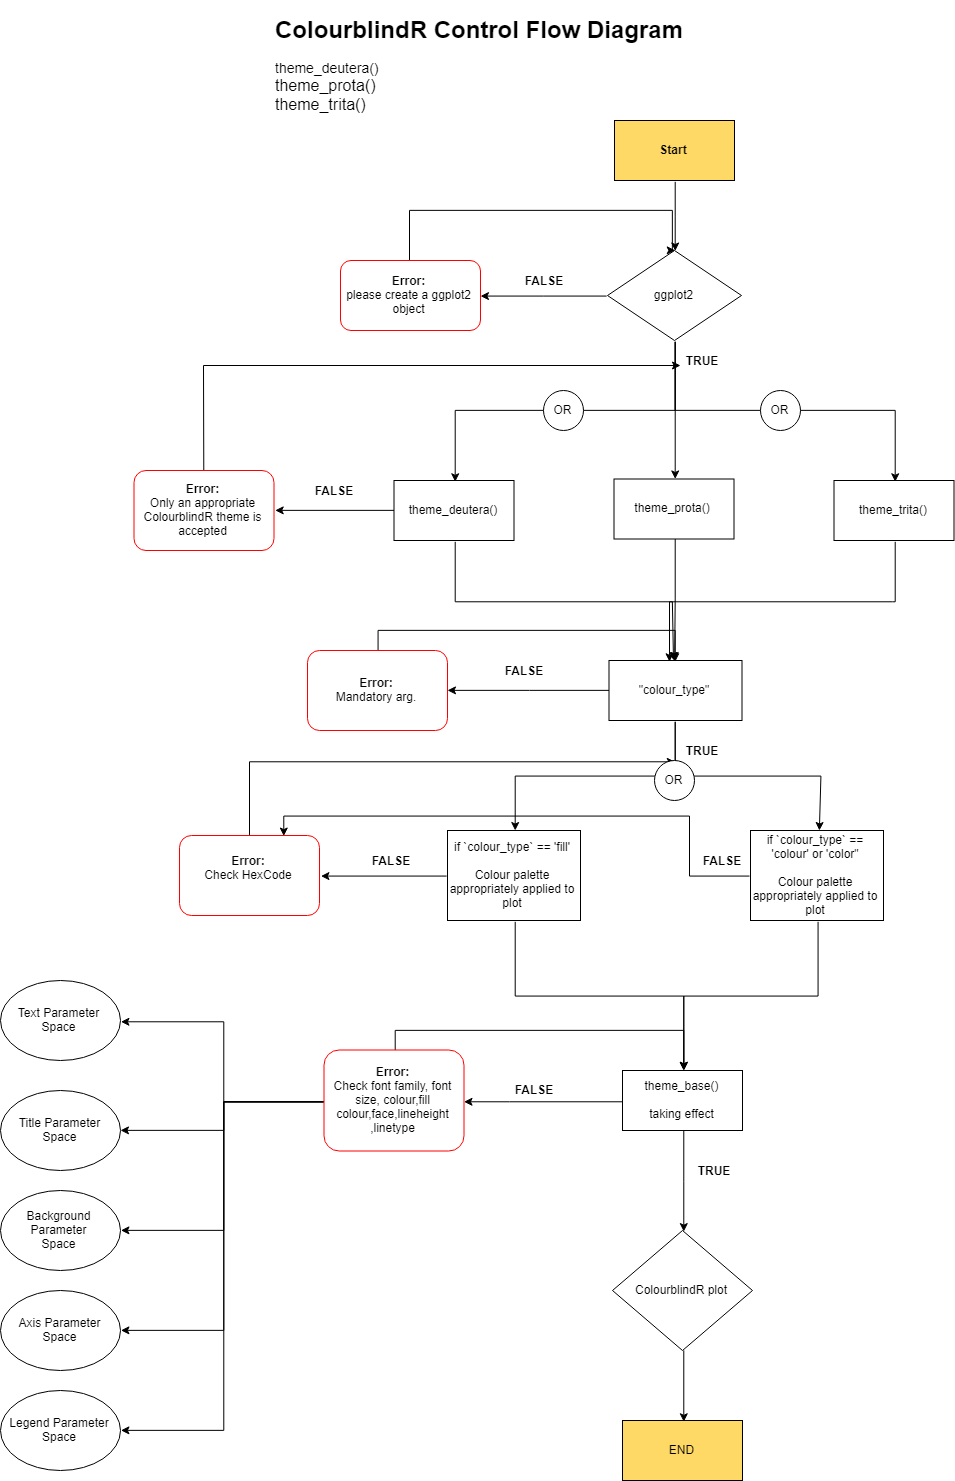 ColourblindR Control Flow Diagram
theme_deutera()
theme_prota()
theme_trita()
Start
Error:
please create a ggplot2
object
FALSE
ggplot2
TRUE
OR
OR
Error:
Only an appropriate
ColourblindR theme is
accepted
FALSE
theme_deutera()
theme_prota()
theme_trita()
Error:
Mandatory arg.
FALSE
"colour_type"
TRUE
OR
Error:
Check HexCode
FALSE
if `colour_type` == 'fill'
Colour palette
appropriately applied to
plot
FALSE
if `colour_type` ==
'colour' or 'color"
Colour palette
appropriately applied to
plot
Text Parameter
Space
Title Parameter
Space
Background
Parameter
Space
Axis Parameter
Space
Legend Parameter
Space
Error:
Check font family, font
size, colour,fill
colour,face,lineheight
,linetype
FALSE
theme_base()
taking effect
TRUE
ColourblindR plot
END